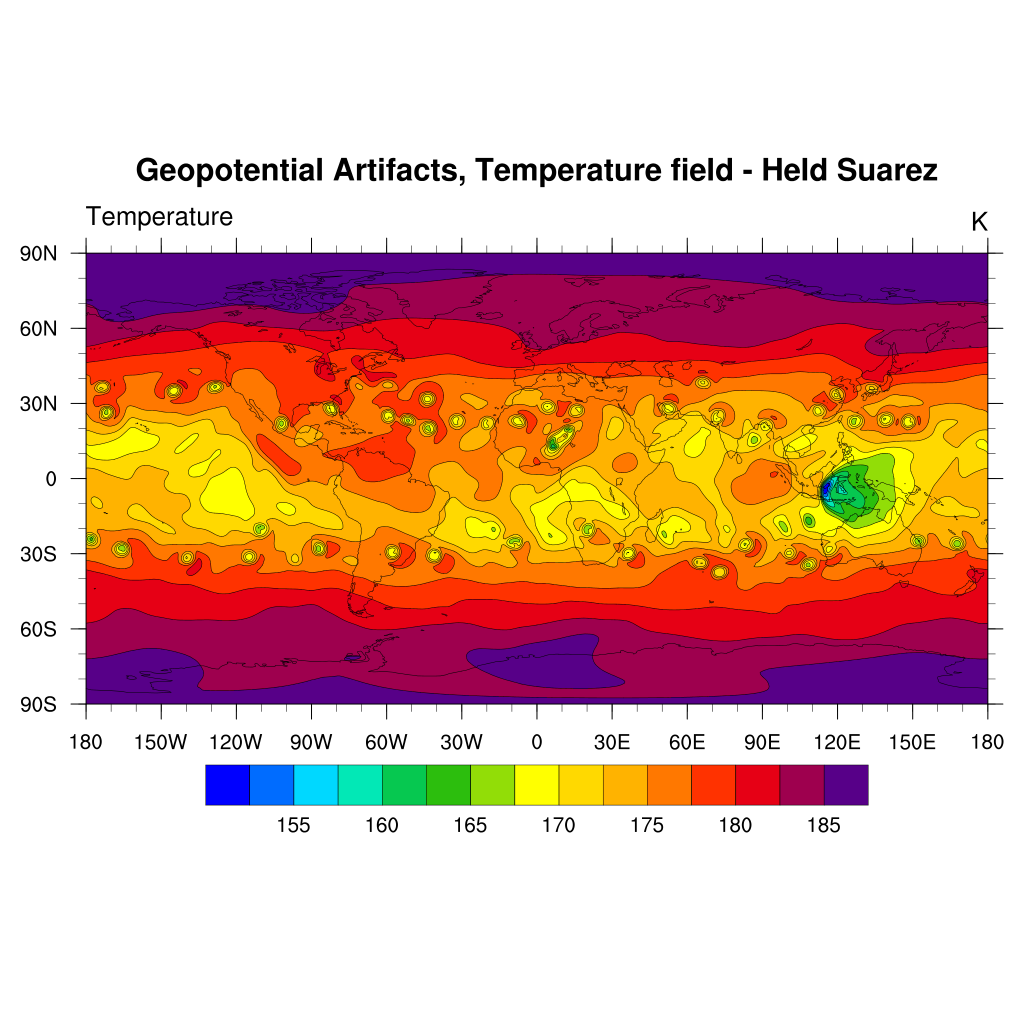 Geopotential Artifacts, Temperature field - Held Suarez
Temperature K
90N
60N
30N
0
30S
60S
90S
180 150W 120W 90W 60W 30W 0 30E 60E 90E 120E 150E 180
155 160 165 170 175 180 185